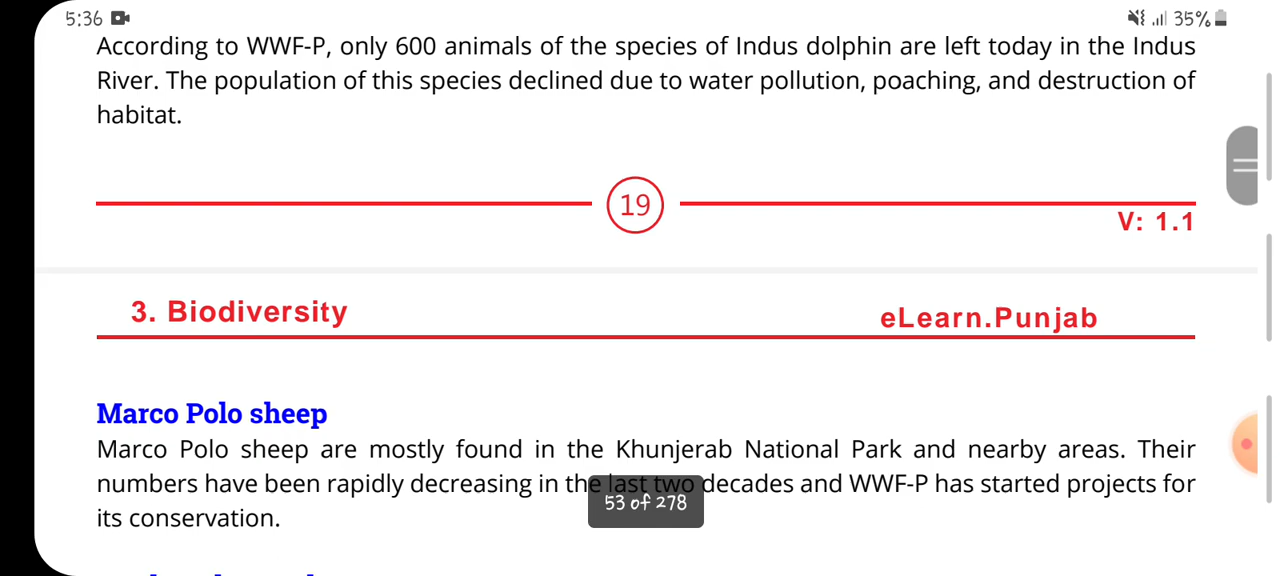 5:36
35%
According to WWF-P, only 600 animals of the species of Indus dolphin are left today in the Indus
River. The population of this species declined due to water pollution, poaching, and destruction of
habitat.
19
V: 1.1
3. Biodiversity
eLearn.Punjab
Marco Polo sheep
Marco Polo sheep are mostly found in the Khunjerab National Park and nearby areas. Their
numbers have been rapidly decreasing in the last two decades and WWF-P has started projects for
53 of 278
its conservation.